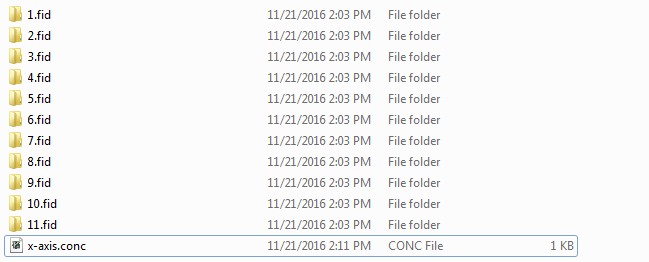 1.fid 11/21/2016 2:03 PM File folder
2.fid 11/21/2016 2:03 PM File folder
3.fid 11/21/2016 2:03 PM File folder
4.fid 11/21/2016 2:03 PM File folder
5.fid 11/21/2016 2:03 PM File folder
6.fid 11/21/2016 2:03 PM File folder
7.fid 11/21/2016 2:03 PM File folder
8.fid 11/21/2016 2:03 PM File folder
9.fid 11/21/2016 2:03 PM File folder
10.fid 11/21/2016 2:03 PM File folder
11.fid 11/21/2016 2:03 PM File folder
x-axis.conc 11/21/2016 2:11 PM CONC File 1 KB